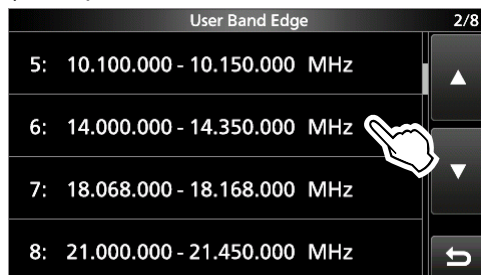 User Band Edge 2/8
5: 10.100.000 - 10.150.000 MHz
6: 14.000.000 - 14.350.000 MHz
7: 18.068.000 - 18.168.000 MHz
8: 21.000.000 - 21.450.000 MHz